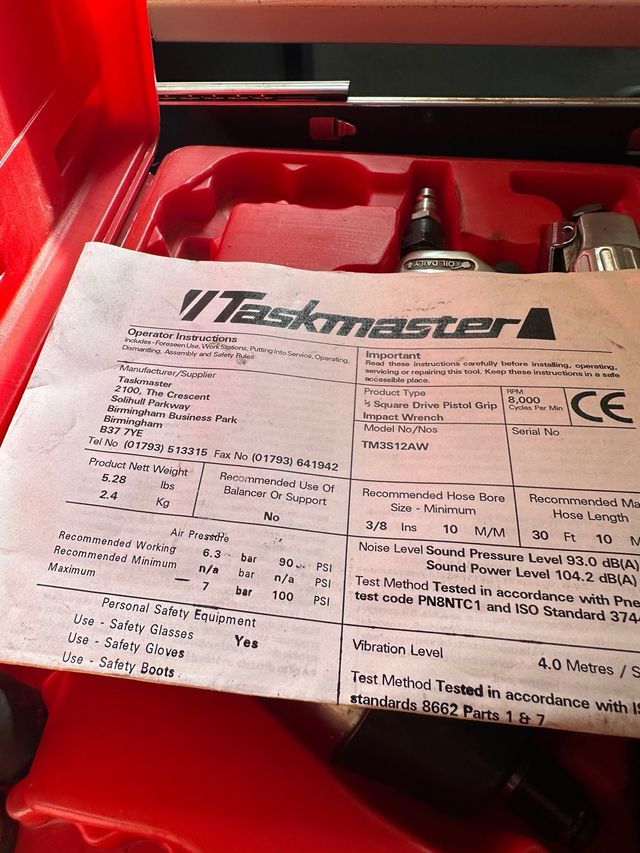 OIL DAILY
Taskmaster
Operator Instructions
Includes - Foreseen Use, Work Stations, Putting Into Service, Operating,
Dismantling, Assembly and Safety Rules
Manufacturer/Supplier
Taskmaster
2100, The Crescent
Solihull Parkway
Birmingham Business Park
Birmingham
B37 7YE
Tel No (01793) 513315 Fax No (01793) 641942
Important
Read these instructions carefully before installing, operating,
servicing or repairing this tool. Keep these instructions in a safe
accessible place.
Product Type
½ Square Drive Pistol Grip
Impact Wrench
RPM
8,000
Cycles Per Min
CE
Model No/Nos
TM3S12AW
Serial No
Product Nett Weight
5.28 lbs
2.4 Kg
Recommended Use Of
Balancer Or Support
No
Recommended Hose Bore
Size - Minimum
3/8 Ins 10 M/M
Recommended Ma
Hose Length
30 Ft 10 M
Air Pressure
Recommended Working 6.3 bar 90 PSI
Recommended Minimum n/a bar n/a PSI
Maximum 7 bar 100 PSI
Noise Level Sound Pressure Level 93.0 dB(A)
Sound Power Level 104.2 dB(A)
Test Method Tested in accordance with Pne
test code PN8NTC1 and ISO Standard 374
Personal Safety Equipment
Use - Safety Glasses Yes
Use - Safety Gloves
Use - Safety Boots
Vibration Level
4.0 Metres / S
Test Method Tested in accordance with IS
standards 8662 Parts 1 & 7